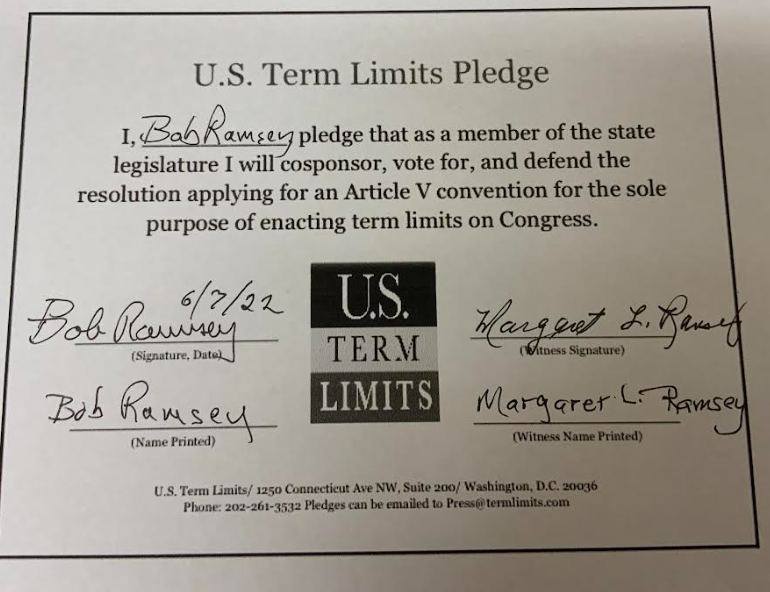 U.S. Term Limits Pledge
I, Bob Ramsey pledge that as a member of the state
legislature I will cosponsor, vote for, and defend the
resolution applying for an Article V convention for the sole
purpose of enacting term limits on Congress.
Bob Ramsey 6/7/22
(Signature, Date)
U.S.
TERM
LIMITS
Margaret L. Ramsey
(Witness Signature)
Bob Ramsey
(Name Printed)
Margaret L. Ramsey
(Witness Name Printed)
U.S. Term Limits/ 1250 Connecticut Ave NW, Suite 200/ Washington, D.C. 20036
Phone: 202-261-3532 Pledges can be emailed to Press@termlimits.com